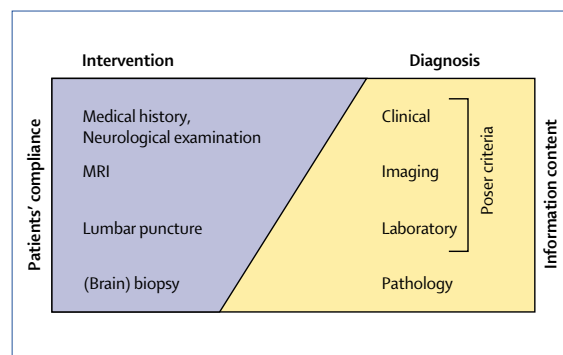 Intervention
Diagnosis
Patients' compliance
Medical history,
Neurological examination
Clinical
MRI
Imaging
Lumbar puncture
Laboratory
(Brain) biopsy
Pathology
Poser criteria
Information content